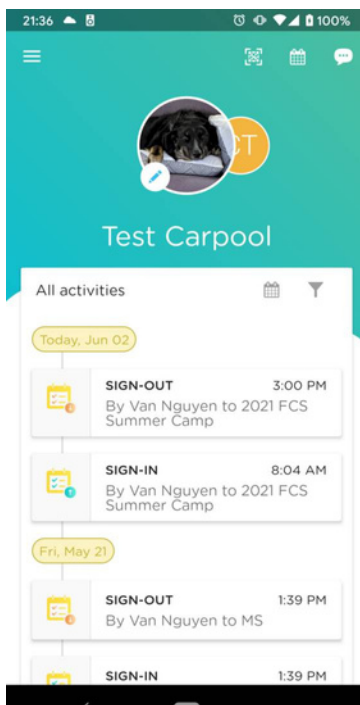 21:36
100%
CT
Test Carpool
All activities
Today, Jun 02
SIGN-OUT 3:00 PM
By Van Nguyen to 2021 FCS
Summer Camp
SIGN-IN 8:04 AM
By Van Nguyen to 2021 FCS
Summer Camp
Fri, May 21
SIGN-OUT 1:39 PM
By Van Nguyen to MS
SIGN-IN 1:39 PM